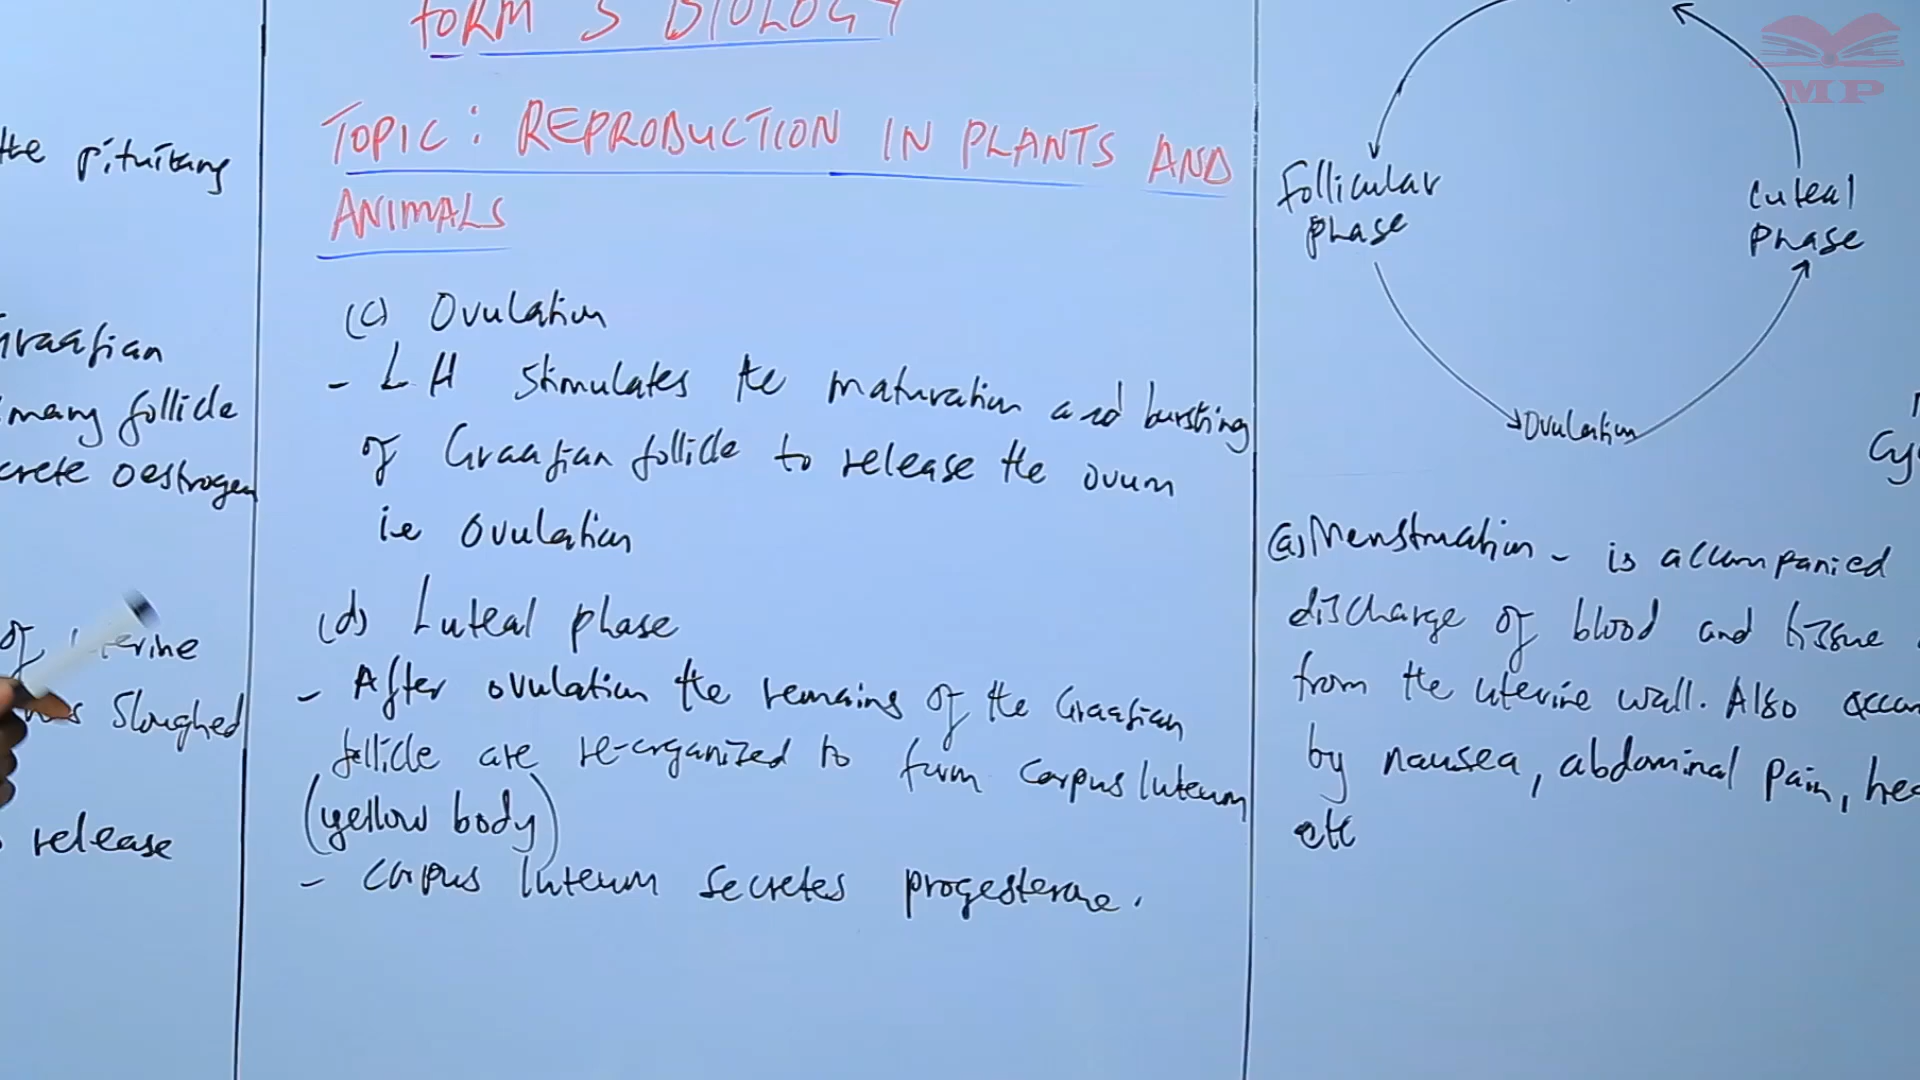 FORM 3 BIOLOGY
TOPIC: REPRODUCTION IN PLANTS AND
ANIMALS
(c) Ovulation
- LH stimulates the maturation and bursting
of Graafian follicle to release the ovum
i.e ovulation
(d) Luteal phase
- After ovulation the remains of the Graafian
follicle are re-organized to form corpus luteum
(yellow body)
- corpus luteum secretes progesterone.
the pituitary
Graafian
follicle
oestrogen
of uterine
sloughed
release
MP
Follicular
phase
Luteal
phase
Ovulation
(a) Menstruation - is accompanied
discharge of blood and tissue
from the uterine wall. Also
by nausea, abdominal pain,
etc